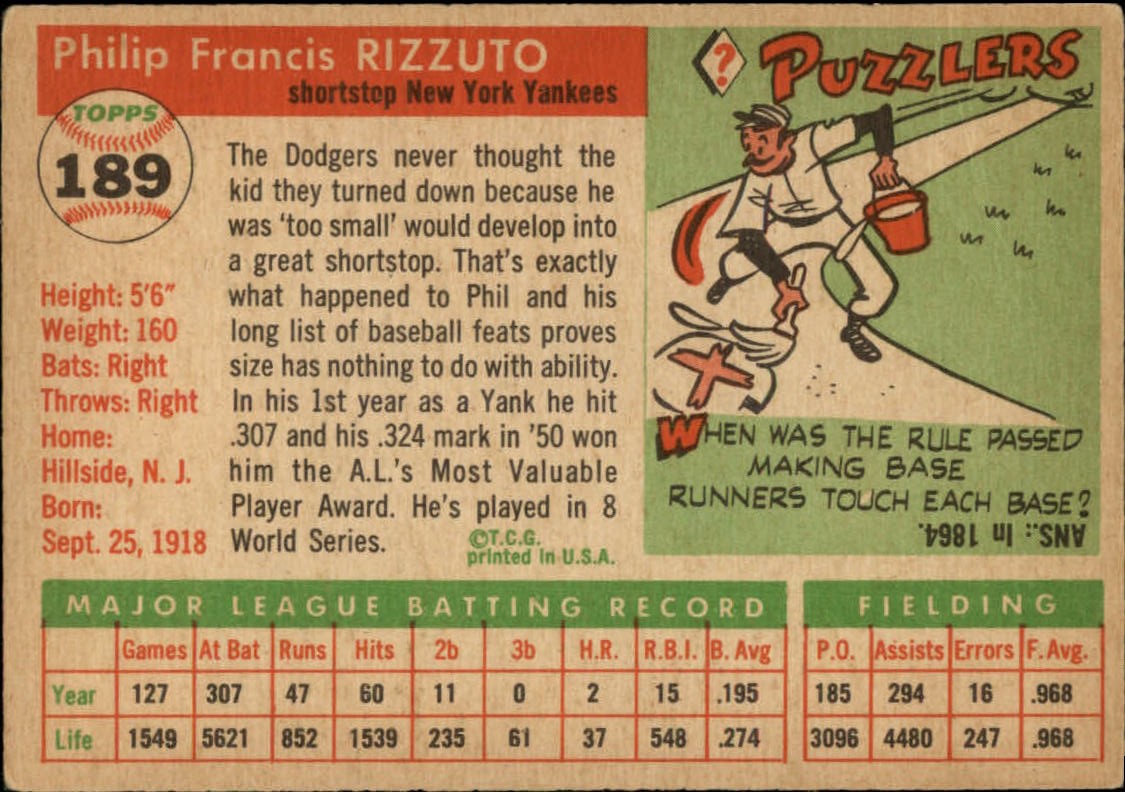 Philip Francis RIZZUTO
shortstop New York Yankees
TOPPS
189
Height: 5'6"
Weight: 160
Bats: Right
Throws: Right
Home:
Hillside, N. J.
Born:
Sept. 25, 1918
The Dodgers never thought the
kid they turned down because he
was 'too small' would develop into
a great shortstop. That's exactly
what happened to Phil and his
long list of baseball feats proves
size has nothing to do with ability.
In his 1st year as a Yank he hit
.307 and his .324 mark in '50 won
him the A.L.'s Most Valuable
Player Award. He's played in 8
World Series.
©T.C.G.
printed in U.S.A.
? PUZZLERS
WHEN WAS THE RULE PASSED
MAKING BASE
RUNNERS TOUCH EACH BASE?
ANS.: In 1864.
MAJOR LEAGUE BATTING RECORD
Games At Bat Runs Hits 2b 3b H.R. R.B.I. B. Avg
Year 127 307 47 60 11 0 2 15 .195
Life 1549 5621 852 1539 235 61 37 548 .274
FIELDING
P.O. Assists Errors F. Avg.
185 294 16 .968
3096 4480 247 .968